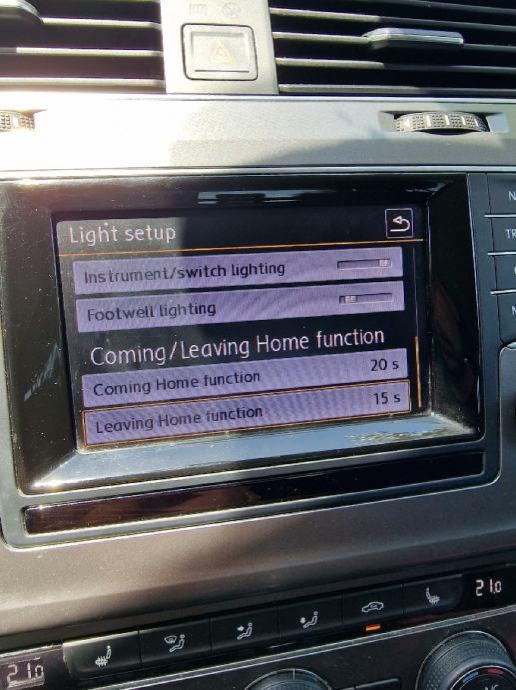 Light setup
Instrument/switch lighting
Footwell lighting
Coming/Leaving Home function
Coming Home function 20 s
Leaving Home function 15 s
21.0
21.0